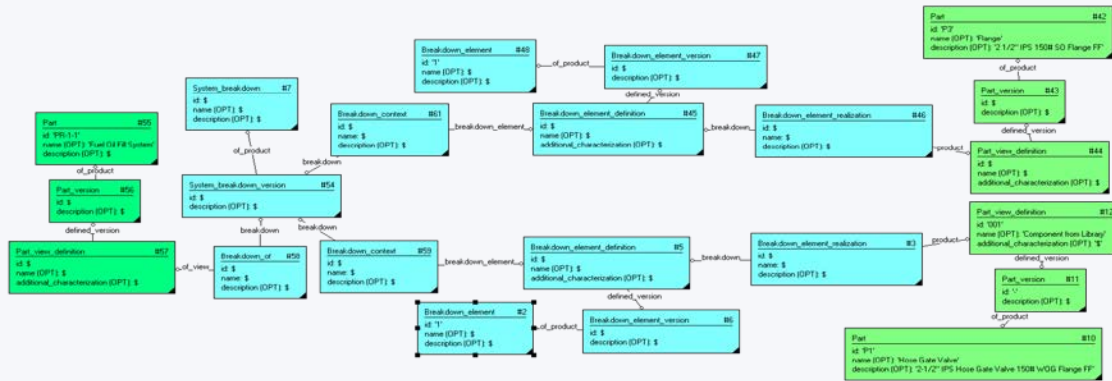 Part #42
id: 'P3'
name (OPT): 'Flange'
description (OPT): '2 1/2'' IPS 150# SO Flange FF'
Breakdown_element #48
id: '1'
name (OPT): $
description (OPT): $
of_product
Breakdown_element_version #47
id: $
description (OPT): $
defined_version
of_product
Part_version #43
id: $
description (OPT): $
defined_version
System_breakdown #7
id: $
name (OPT): $
description (OPT): $
of_product
Breakdown_context #61
id: $
name: $
description (OPT): $
breakdown_element
Breakdown_element_definition #45
id: $
name (OPT): $
additional_characterization (OPT): $
breakdown
Breakdown_element_realization #46
id: $
name: $
description (OPT): $
product
Part_view_definition #44
id: $
name (OPT): $
additional_characterization (OPT): $
Part #55
id: 'PR-1-1'
name (OPT): 'Fuel Oil Fill System'
description (OPT): $
of_product
Part_version #56
id: $
description (OPT): $
defined_version
breakdown
System_breakdown_version #54
id: $
description (OPT): $
breakdown
breakdown
Part_view_definition #57
id: $
name (OPT): $
additional_characterization (OPT): $
of_view
Breakdown_of #58
id: $
name: $
description (OPT): $
Breakdown_context #59
id: $
name: $
description (OPT): $
breakdown_element
Breakdown_element_definition #5
id: $
name (OPT): $
additional_characterization (OPT): $
breakdown
Breakdown_element_realization #3
id: $
name: $
description (OPT): $
product
Part_view_definition #12
id: '001'
name (OPT): 'Component from Library'
additional_characterization (OPT): '$'
defined_version
Part_version #11
id: '-'
description (OPT): $
of_product
defined_version
Breakdown_element #2
id: '1'
name (OPT): $
description (OPT): $
of_product
Breakdown_element_version #6
id: $
description (OPT): $
Part #10
id: 'P1'
name (OPT): 'Hose Gate Valve'
description (OPT): '2-1/2'' IPS Hose Gate Valve 150# WOG Flange FF'